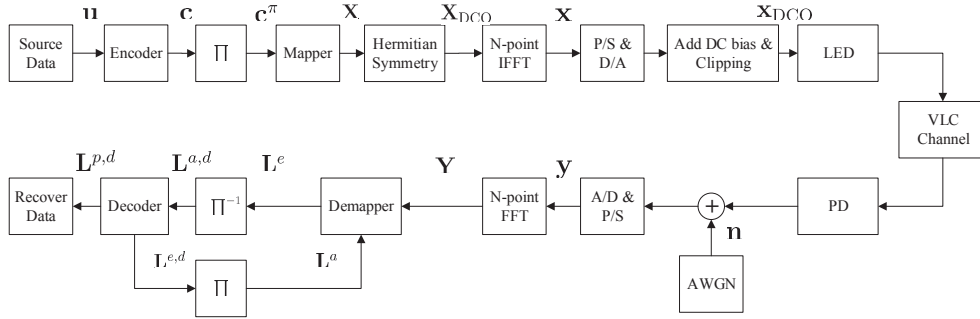 u c c^π X X_DCO x x_DCO
Source Data
Encoder
∏
Mapper
Hermitian Symmetry
N-point IFFT
P/S & D/A
Add DC bias & Clipping
LED
VLC Channel
L^{p,d} L^{a,d} L^e Y y
Recover Data
Decoder
∏^{-1}
Demapper
N-point FFT
A/D & P/S
+
PD
n
L^{e,d}
∏
L^a
AWGN